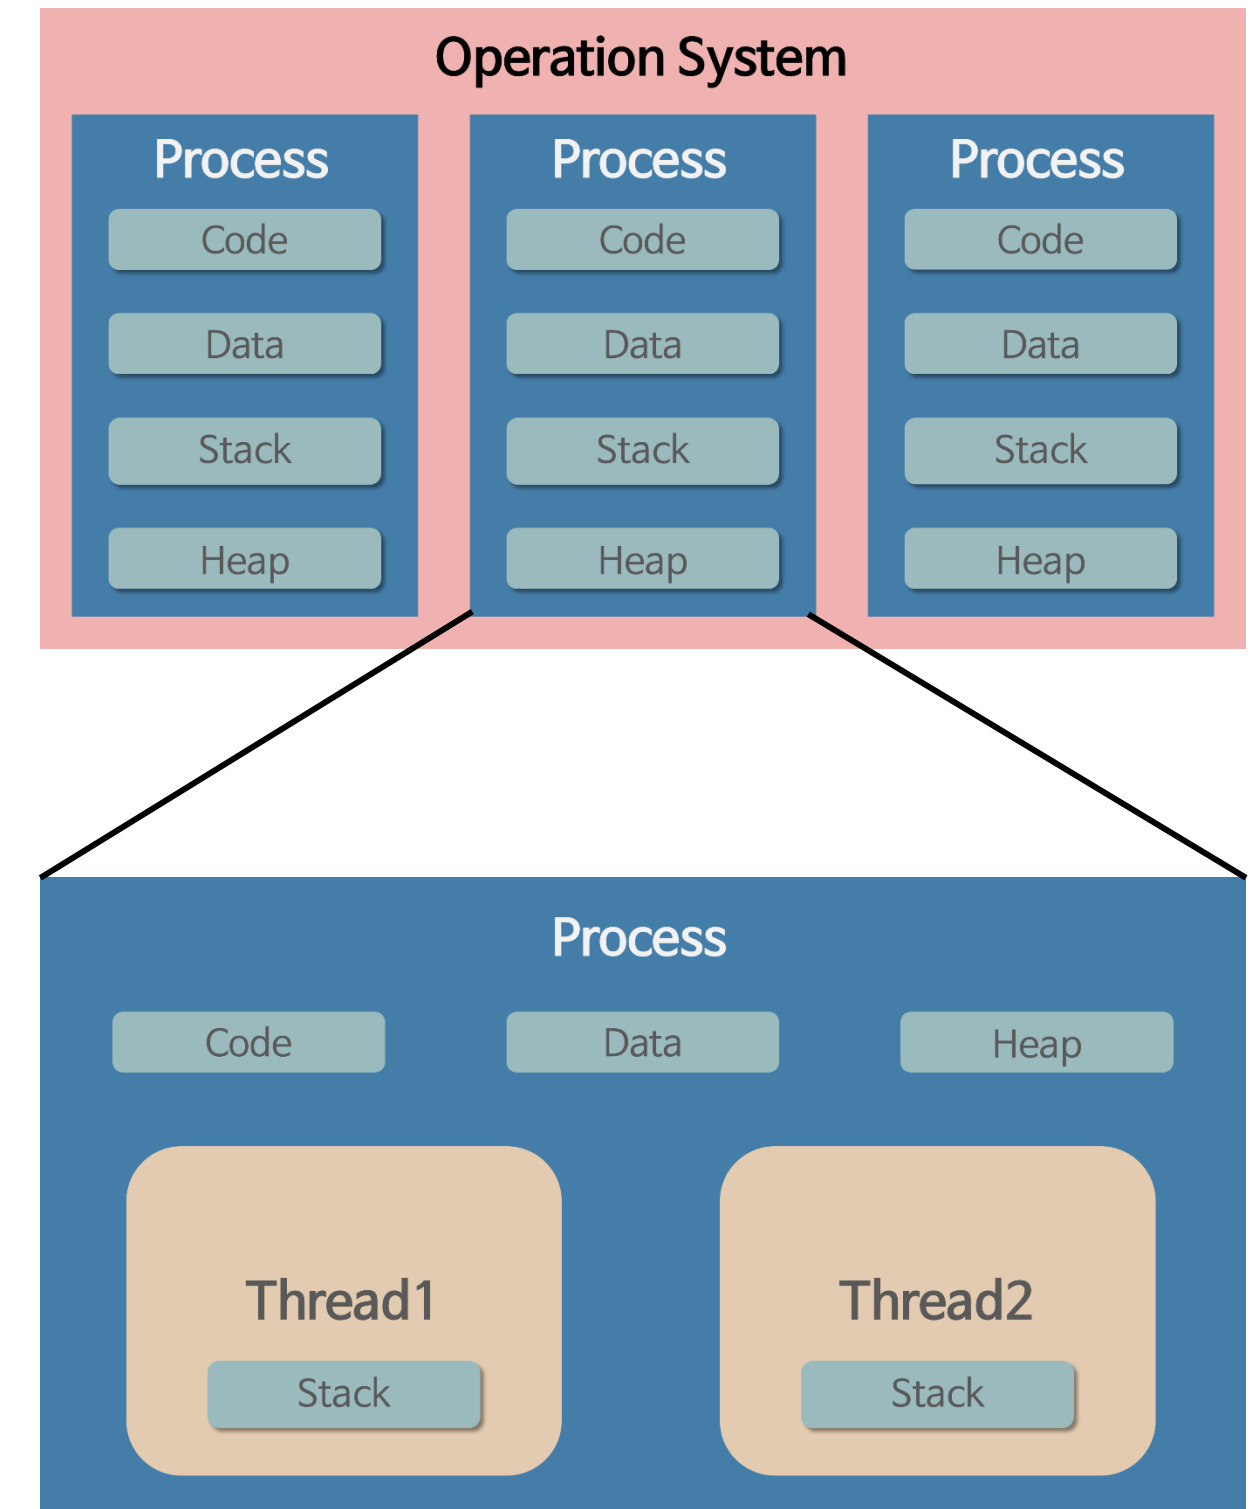 Operation System
Process
Process
Process
Code
Code
Code
Data
Data
Data
Stack
Stack
Stack
Heap
Heap
Heap
Process
Code
Data
Heap
Thread1
Thread2
Stack
Stack